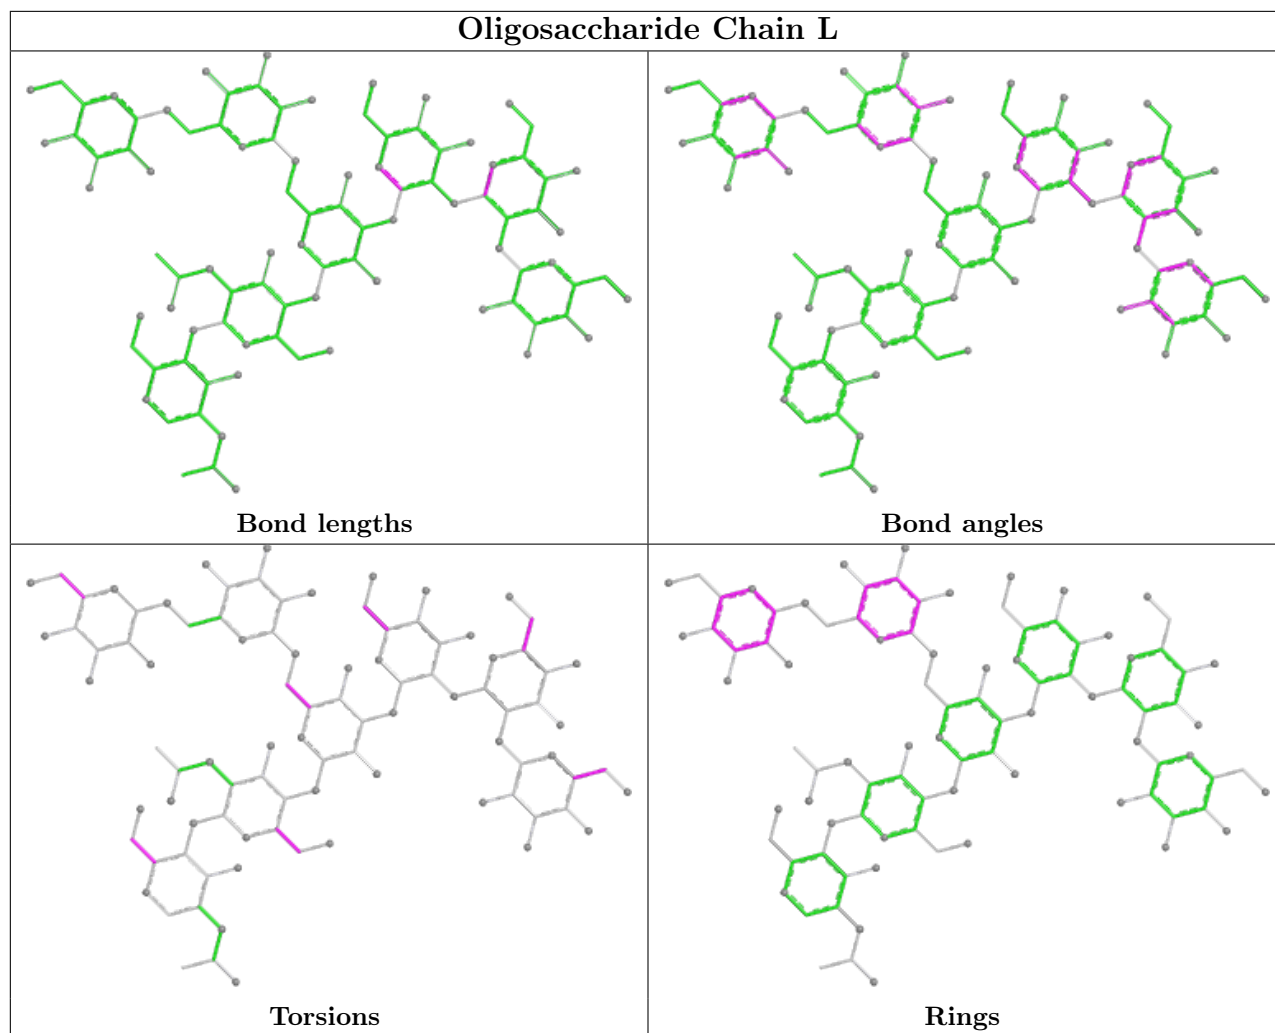 Oligosaccharide Chain L
Bond lengths
Bond angles
Torsions
Rings